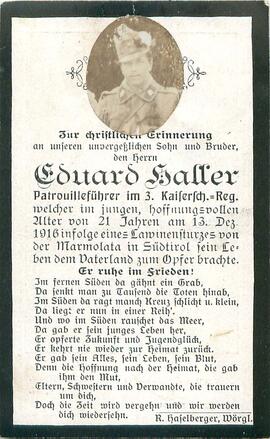 Zur christlichen Erinnerung
an unseren unvergeßlichen Sohn und Bruder,
den Herrn
Eduard Haller
Patrouilleführer im 3. Kaisersch.=Reg.
welcher im jungen, hoffnungsvollen
Alter von 21 Jahren am 13. Dez.
1916 infolge eines Lawinensturzes von
der Marmolata in Südtirol sein Le-
ben dem Vaterland zum Opfer brachte.
Er ruhe im Frieden!
Im fernen Süden da gähnt ein Grab,
Da senkt man zu Tausend die Toten hinab,
Im Süden da ragt manch Kreuz schlicht u. klein,
Da liegt er nun in einer Reih'.
Und wo im Süden rauschet das Meer,
Da gab er sein junges Leben her,
Er opferte Zukunft und Jugendglück,
Er kehrt nie wieder zur Heimat zurück.
Er gab sein Alles, sein Leben, sein Blut,
Denn die Hoffnung nach der Heimat, die gab
ihm den Mut,
Eltern, Schwestern und Verwandte, die trauern
um dich,
Doch die Zeit wird vergehn und wir werden
dich wiedersehn.
R. Haselberger, Wörgl.